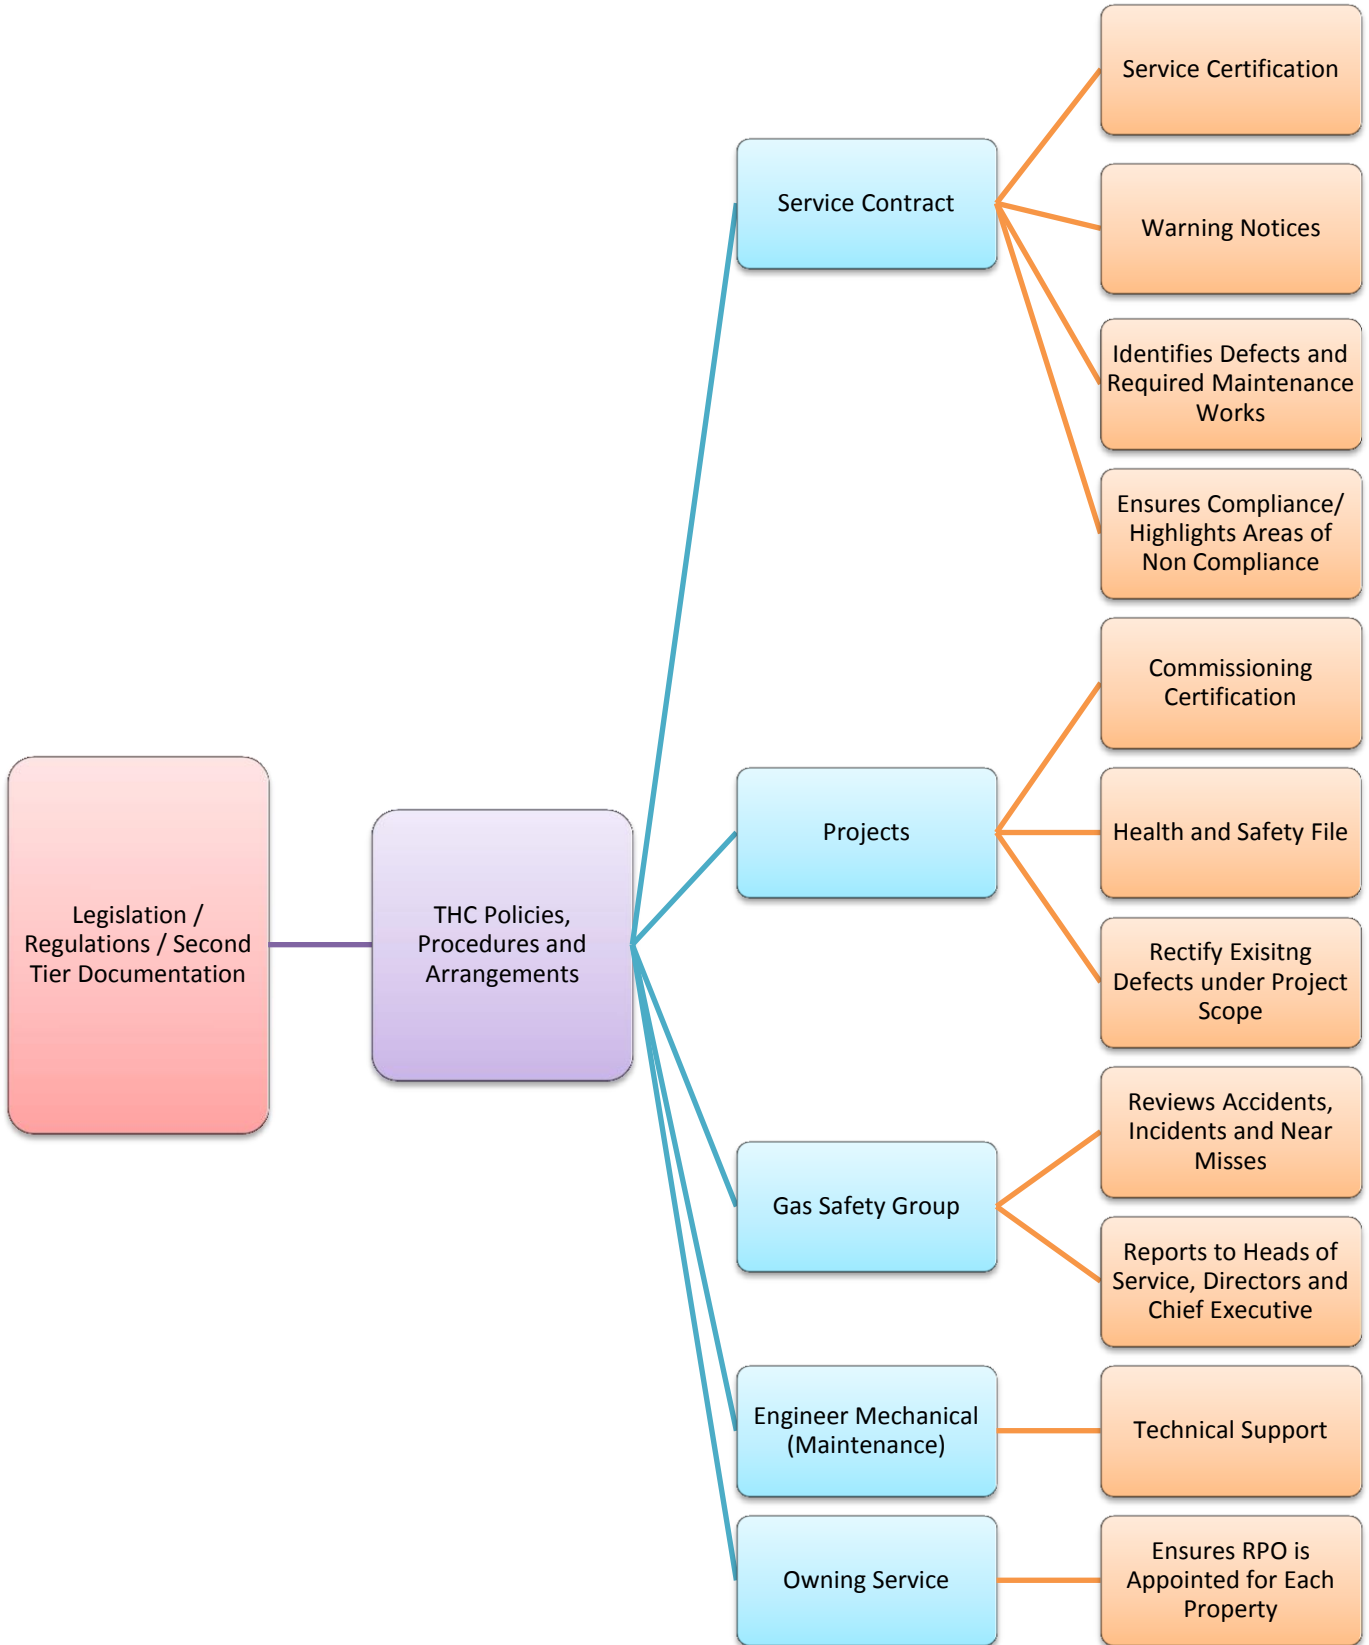 Legislation /
Regulations / Second
Tier Documentation
THC Policies,
Procedures and
Arrangements
Service Contract
Service Certification
Warning Notices
Identifies Defects and
Required Maintenance
Works
Ensures Compliance/
Highlights Areas of
Non Compliance
Projects
Commissioning
Certification
Health and Safety File
Rectify Exisitng
Defects under Project
Scope
Gas Safety Group
Reviews Accidents,
Incidents and Near
Misses
Reports to Heads of
Service, Directors and
Chief Executive
Engineer Mechanical
(Maintenance)
Technical Support
Owning Service
Ensures RPO is
Appointed for Each
Property